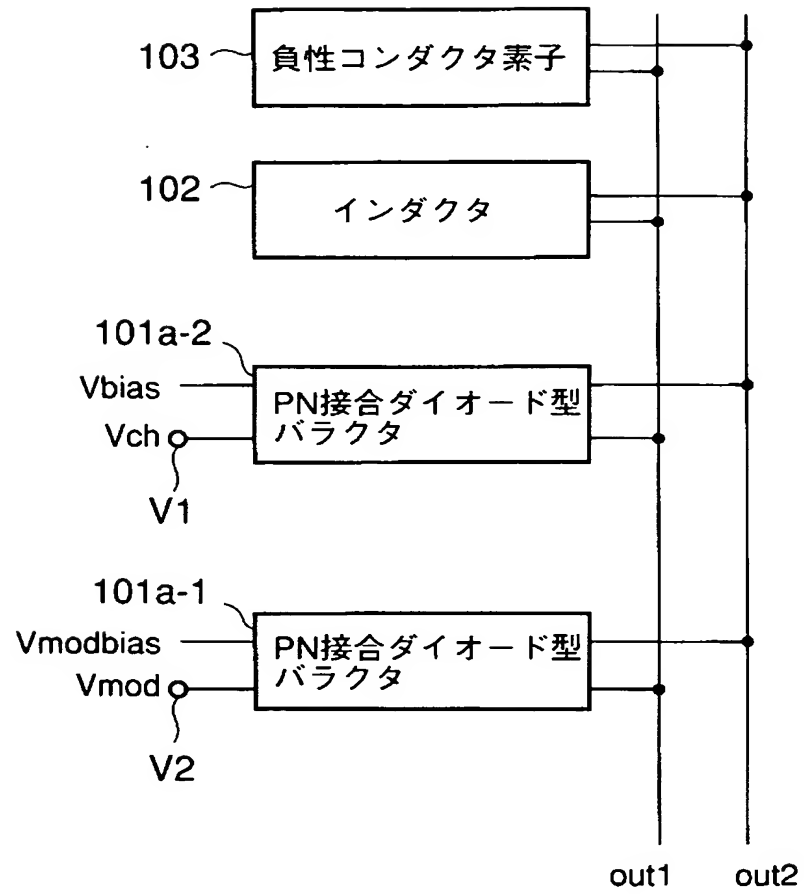 103
負性コンダクタ素子
102
インダクタ
101a-2
Vbias
PN接合ダイオード型
バラクタ
Vch
V1
101a-1
Vmodbias
PN接合ダイオード型
バラクタ
Vmod
V2
out1
out2